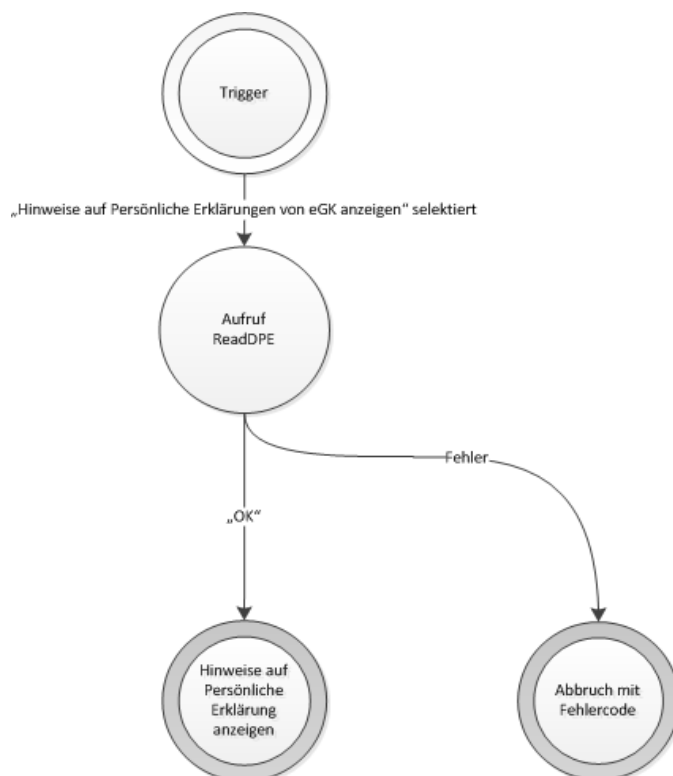 Trigger
„Hinweise auf Persönliche Erklärungen von eGK anzeigen“ selektiert
Aufruf
ReadDPE
Fehler
„OK“
Hinweise auf
Persönliche
Erklärung
anzeigen
Abbruch mit
Fehlercode